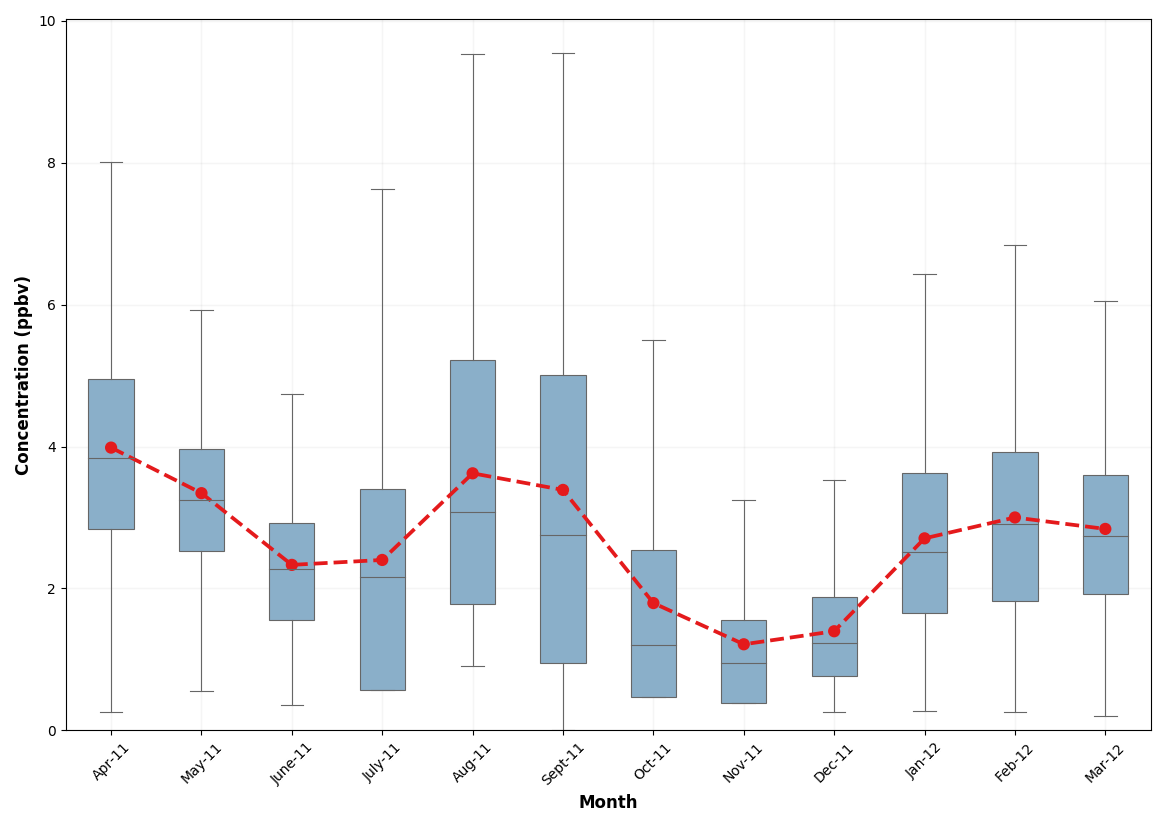 10
8
6
4
2
0
Concentration (ppbv)
Apr-11
May-11
June-11
July-11
Aug-11
Sept-11
Oct-11
Nov-11
Dec-11
Jan-12
Feb-12
Mar-12
Month